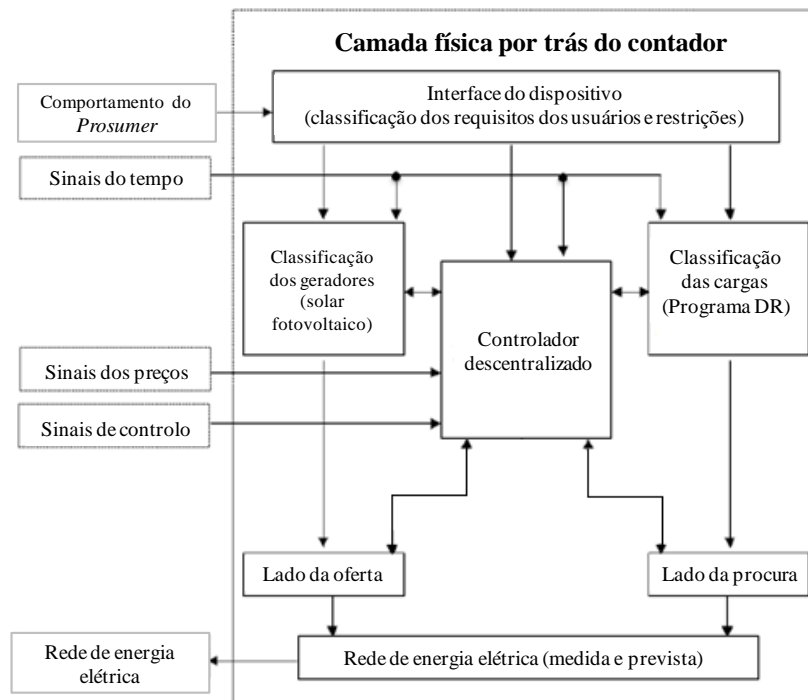 Camada física por trás do contador
Comportamento do
Prosumer
Interface do dispositivo
(classificação dos requisitos dos usuários e restrições)
Sinais do tempo
Classificação
dos geradores
(solar
fotovoltaico)
Controlador
descentralizado
Classificação
das cargas
(Programa DR)
Sinais dos preços
Sinais de controlo
Lado da oferta
Lado da procura
Rede de energia
elétrica
Rede de energia elétrica (medida e prevista)